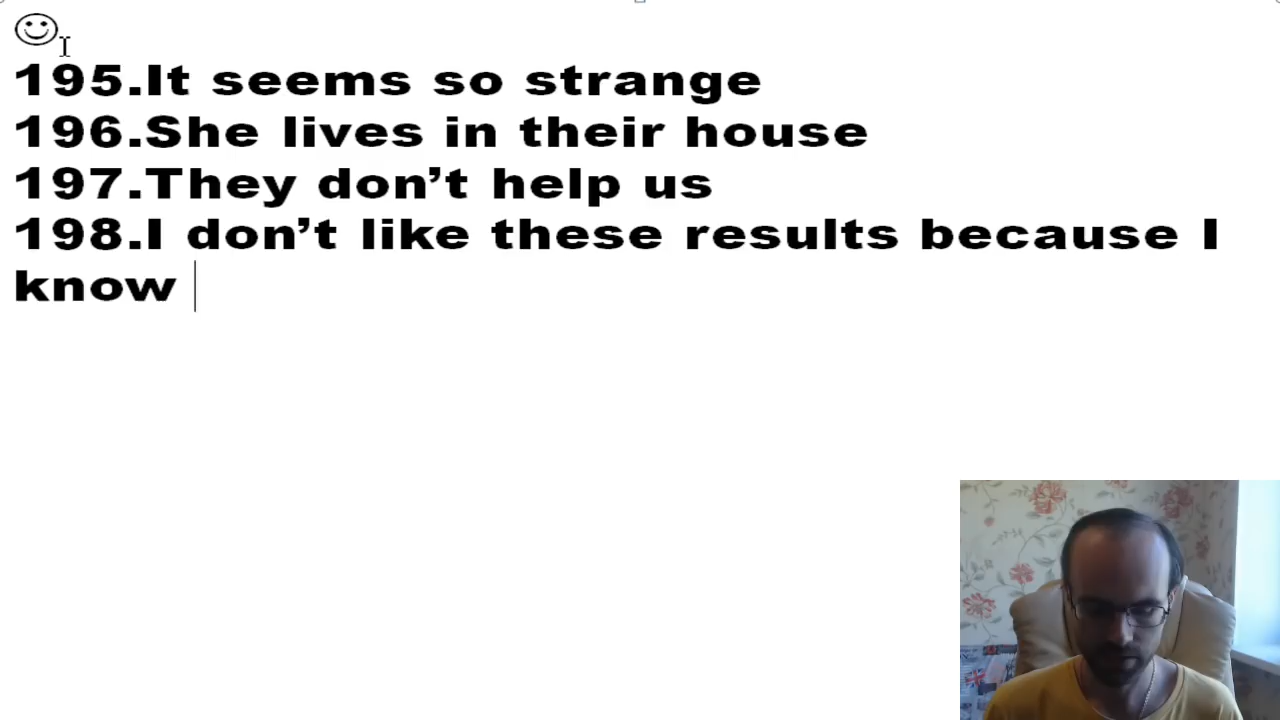 195.It seems so strange
196.She lives in their house
197.They don’t help us
198.I don’t like these results because I
know